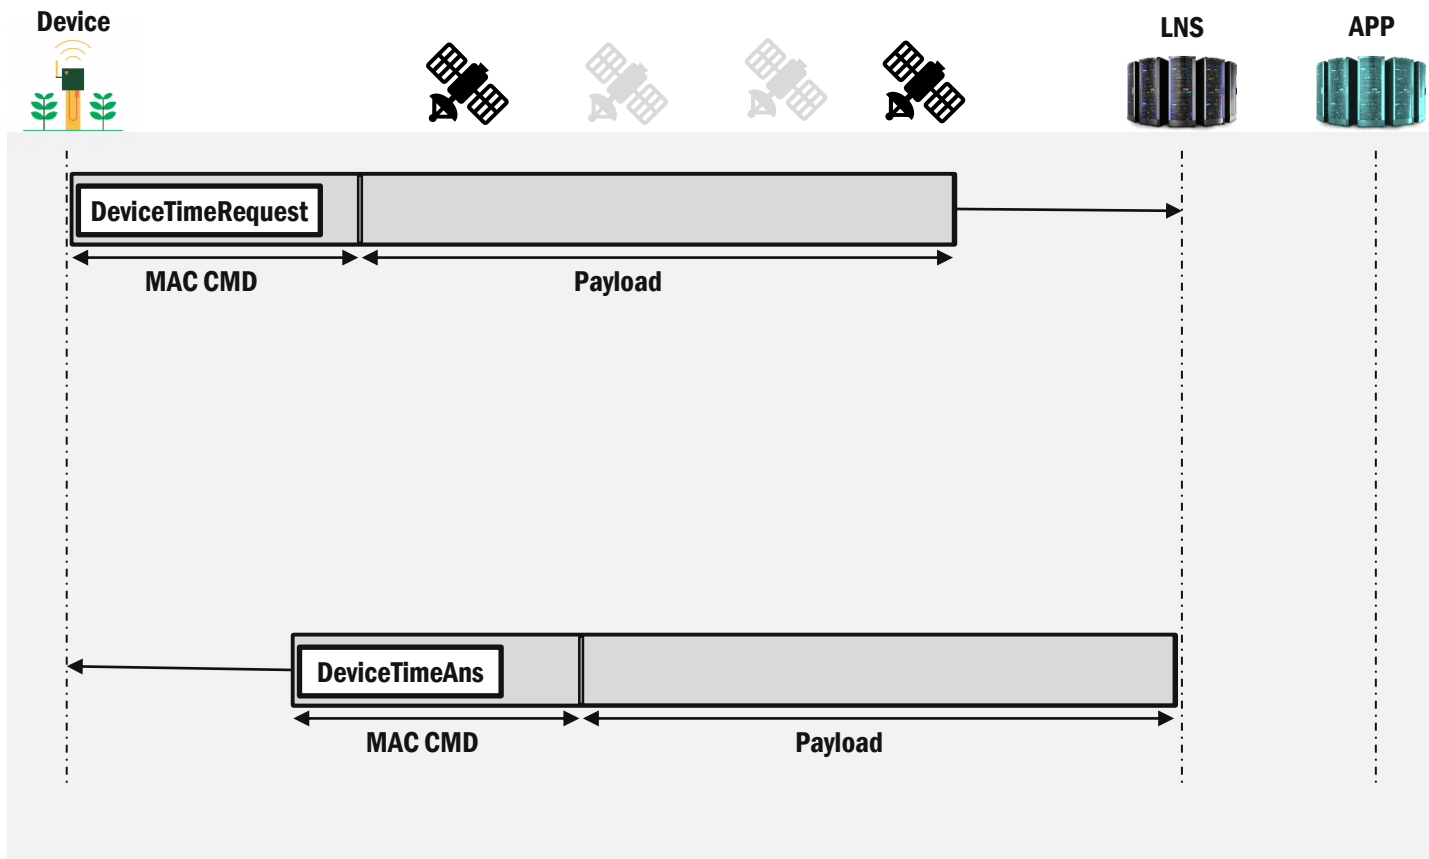 Device
LNS
APP
DeviceTimeRequest
MAC CMD
Payload
DeviceTimeAns
MAC CMD
Payload